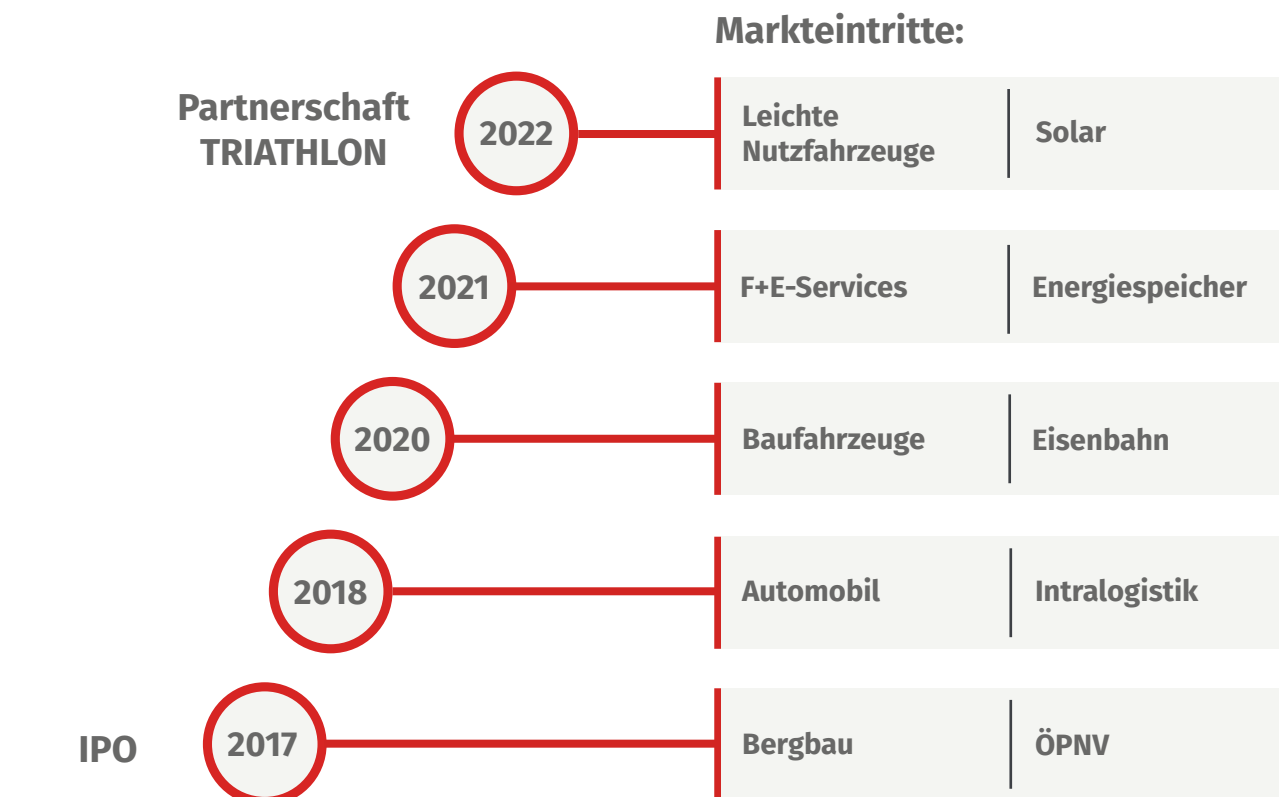 Markteintritte:
Partnerschaft
TRIATHLON
2022
Leichte
Nutzfahrzeuge
Solar
2021
F+E-Services
Energiespeicher
2020
Baufahrzeuge
Eisenbahn
2018
Automobil
Intralogistik
IPO
2017
Bergbau
ÖPNV